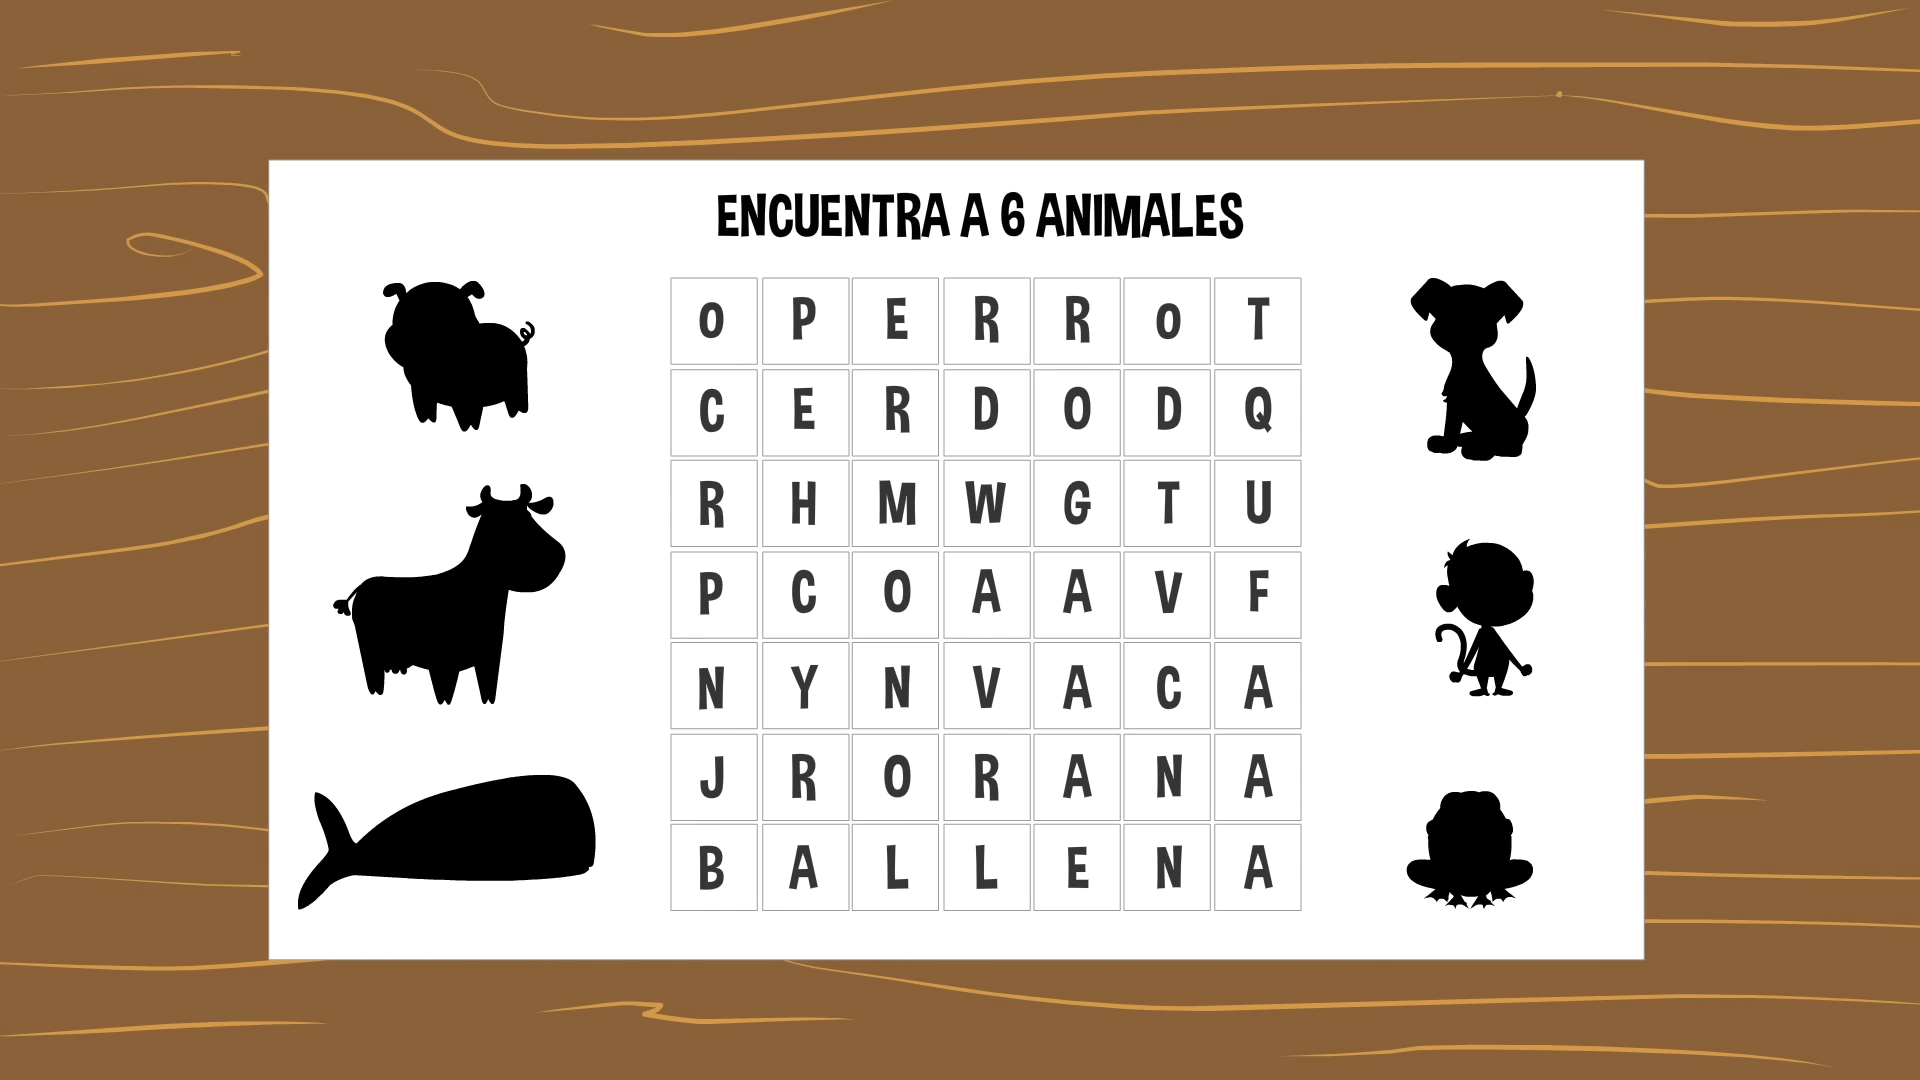 ENCUENTRA A 6 ANIMALES
O P E R R O T
C E R D O D Q
R H M W G T U
P C O A A V F
N Y N V A C A
J R O R A N A
B A L L E N A